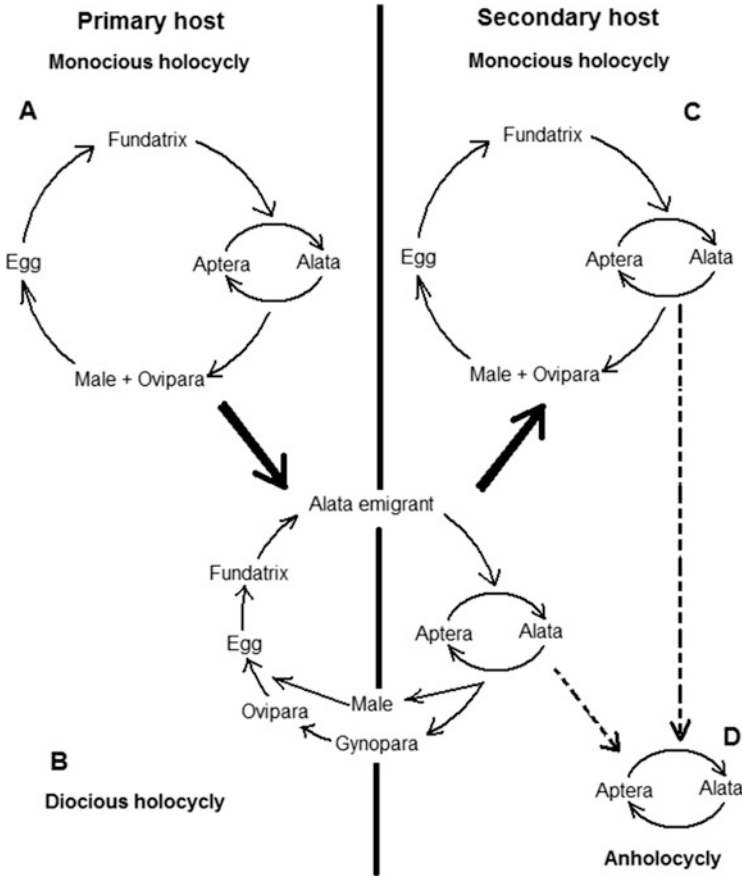 Primary host
Monocious holocycly
A
Fundatrix
Egg
Aptera
Alata
Male + Ovipara
Secondary host
Monocious holocycly
C
Fundatrix
Egg
Aptera
Alata
Male + Ovipara
Alata emigrant
Fundatrix
Egg
Ovipara
Male
Gynopara
Aptera
Alata
B
Diocious holocycly
D
Aptera
Alata
Anholocycly